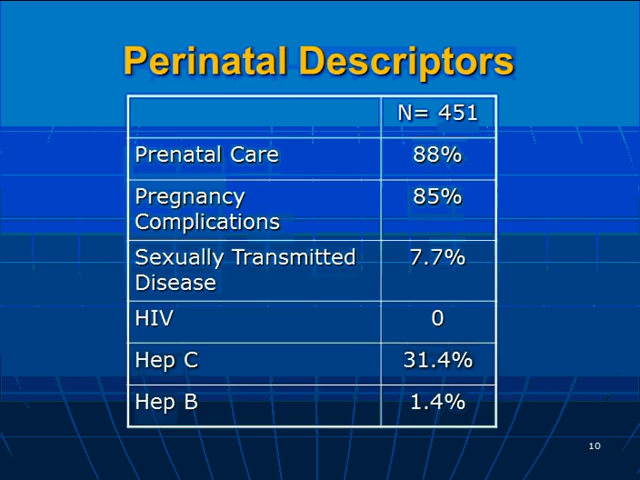 Perinatal Descriptors
N= 451
Prenatal Care 88%
Pregnancy 85%
Complications
Sexually Transmitted 7.7%
Disease
HIV 0
Hep C 31.4%
Hep B 1.4%
10